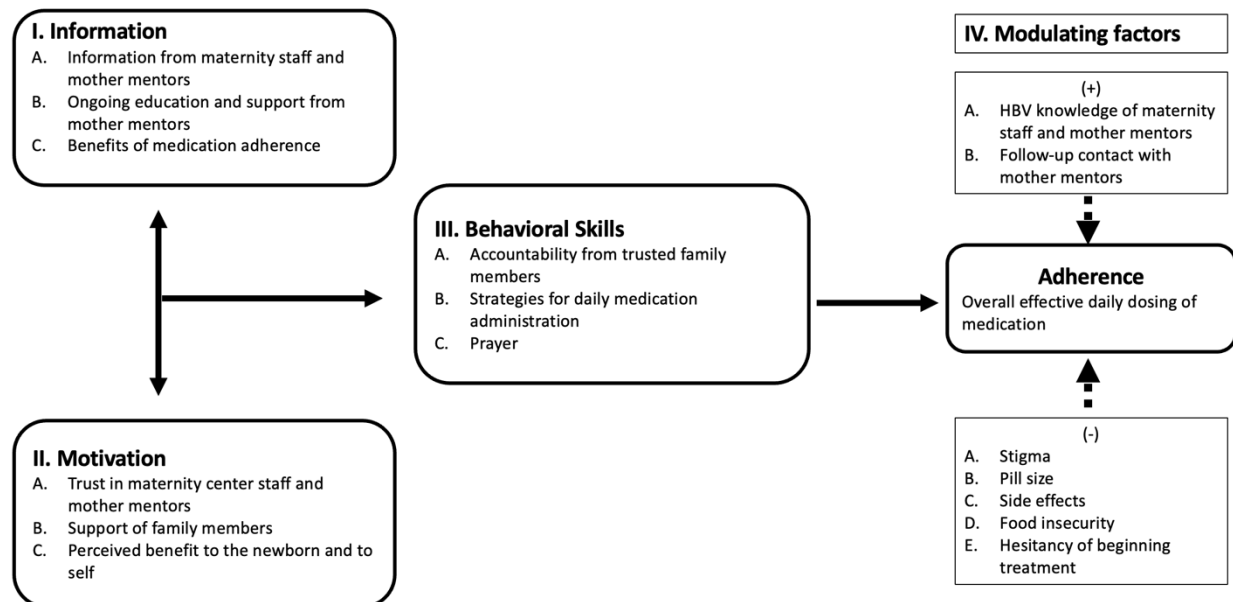 I. Information
A. Information from maternity staff and
mother mentors
B. Ongoing education and support from
mother mentors
C. Benefits of medication adherence
II. Motivation
A. Trust in maternity center staff and
mother mentors
B. Support of family members
C. Perceived benefit to the newborn and to
self
III. Behavioral Skills
A. Accountability from trusted family
members
B. Strategies for daily medication
administration
C. Prayer
IV. Modulating factors
(+)
A. HBV knowledge of maternity
staff and mother mentors
B. Follow-up contact with
mother mentors
Adherence
Overall effective daily dosing of
medication
(-)
A. Stigma
B. Pill size
C. Side effects
D. Food insecurity
E. Hesitancy of beginning
treatment